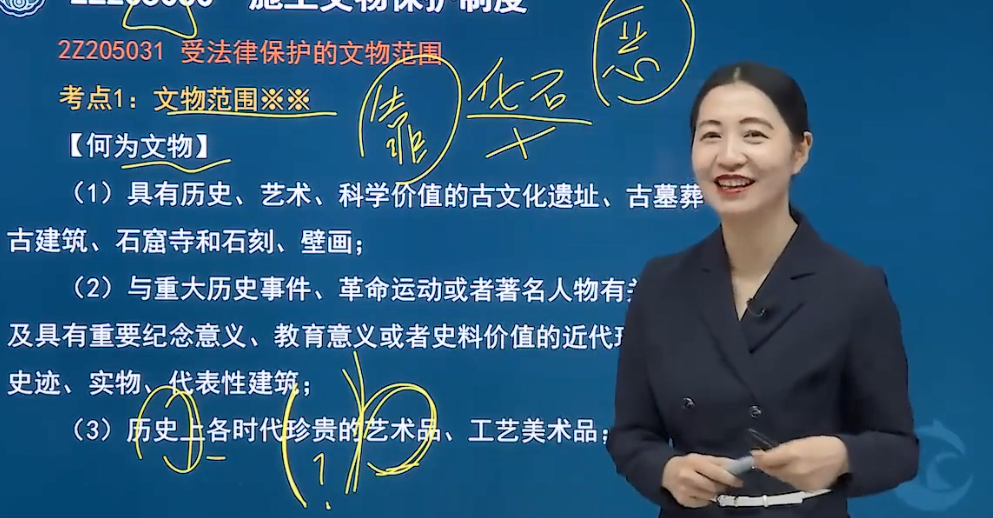 2Z205030 施工文物保护制度
2Z205031 受法律保护的文物范围
考点1：文物范围※※
化石
【何为文物】
（1）具有历史、艺术、科学价值的古文化遗址、古墓葬
古建筑、石窟寺和石刻、壁画；
（2）与重大历史事件、革命运动或者著名人物有关
及具有重要纪念意义、教育意义或者史料价值的近代现
史迹、实物、代表性建筑；
（3）历史上各时代珍贵的艺术品、工艺美术品；